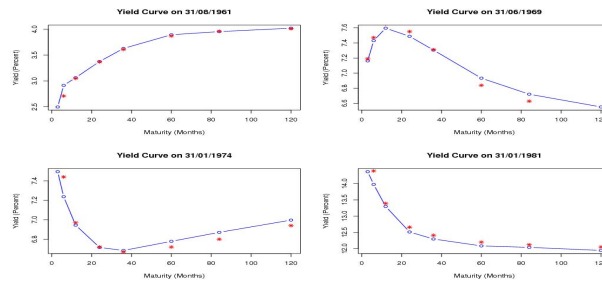 Yield Curve on 31/08/1961
Yield (Percent)
4.0
3.5
3.0
2.5
0 20 40 60 80 100 120
Maturity (Months)
Yield Curve on 31/06/1969
Yield (Percent)
7.6
7.4
7.2
7.0
6.8
6.6
0 20 40 60 80 100 120
Maturity (Months)
Yield Curve on 31/01/1974
Yield (Percent)
7.4
7.0
6.8
0 20 40 60 80 100 120
Maturity (Months)
Yield Curve on 31/01/1981
Yield (Percent)
14.0
13.5
13.0
12.5
12.0
0 20 40 60 80 100 120
Maturity (Months)